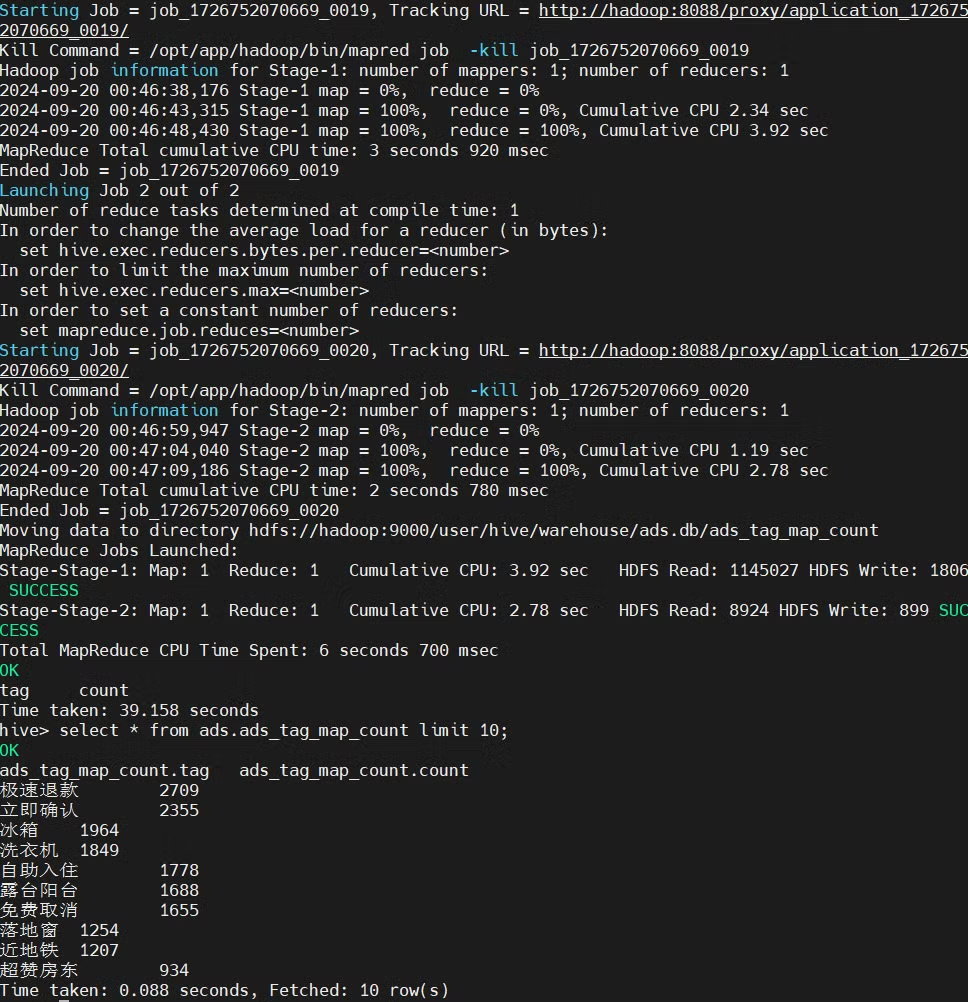 Starting Job = job_1726752070669_0019, Tracking URL = http://hadoop:8088/proxy/application_172675
2070669_0019/
Kill Command = /opt/app/hadoop/bin/mapred job  -kill job_1726752070669_0019
Hadoop job information for Stage-1: number of mappers: 1; number of reducers: 1
2024-09-20 00:46:38,176 Stage-1 map = 0%,  reduce = 0%
2024-09-20 00:46:43,315 Stage-1 map = 100%,  reduce = 0%, Cumulative CPU 2.34 sec
2024-09-20 00:46:48,430 Stage-1 map = 100%,  reduce = 100%, Cumulative CPU 3.92 sec
MapReduce Total cumulative CPU time: 3 seconds 920 msec
Ended Job = job_1726752070669_0019
Launching Job 2 out of 2
Number of reduce tasks determined at compile time: 1
In order to change the average load for a reducer (in bytes):
  set hive.exec.reducers.bytes.per.reducer=<number>
In order to limit the maximum number of reducers:
  set hive.exec.reducers.max=<number>
In order to set a constant number of reducers:
  set mapreduce.job.reduces=<number>
Starting Job = job_1726752070669_0020, Tracking URL = http://hadoop:8088/proxy/application_172675
2070669_0020/
Kill Command = /opt/app/hadoop/bin/mapred job  -kill job_1726752070669_0020
Hadoop job information for Stage-2: number of mappers: 1; number of reducers: 1
2024-09-20 00:46:59,947 Stage-2 map = 0%,  reduce = 0%
2024-09-20 00:47:04,040 Stage-2 map = 100%,  reduce = 0%, Cumulative CPU 1.19 sec
2024-09-20 00:47:09,186 Stage-2 map = 100%,  reduce = 100%, Cumulative CPU 2.78 sec
MapReduce Total cumulative CPU time: 2 seconds 780 msec
Ended Job = job_1726752070669_0020
Moving data to directory hdfs://hadoop:9000/user/hive/warehouse/ads.db/ads_tag_map_count
MapReduce Jobs Launched:
Stage-Stage-1: Map: 1  Reduce: 1   Cumulative CPU: 3.92 sec   HDFS Read: 1145027 HDFS Write: 1806
 SUCCESS
Stage-Stage-2: Map: 1  Reduce: 1   Cumulative CPU: 2.78 sec   HDFS Read: 8924 HDFS Write: 899 SUC
CESS
Total MapReduce CPU Time Spent: 6 seconds 700 msec
OK
tag     count
Time taken: 39.158 seconds
hive> select * from ads.ads_tag_map_count limit 10;
OK
ads_tag_map_count.tag   ads_tag_map_count.count
极速退款        2709
立即确认        2355
冰箱    1964
洗衣机  1849
自助入住        1778
露台阳台        1688
免费取消        1655
落地窗  1254
近地铁  1207
超赞房东        934
Time taken: 0.088 seconds, Fetched: 10 row(s)